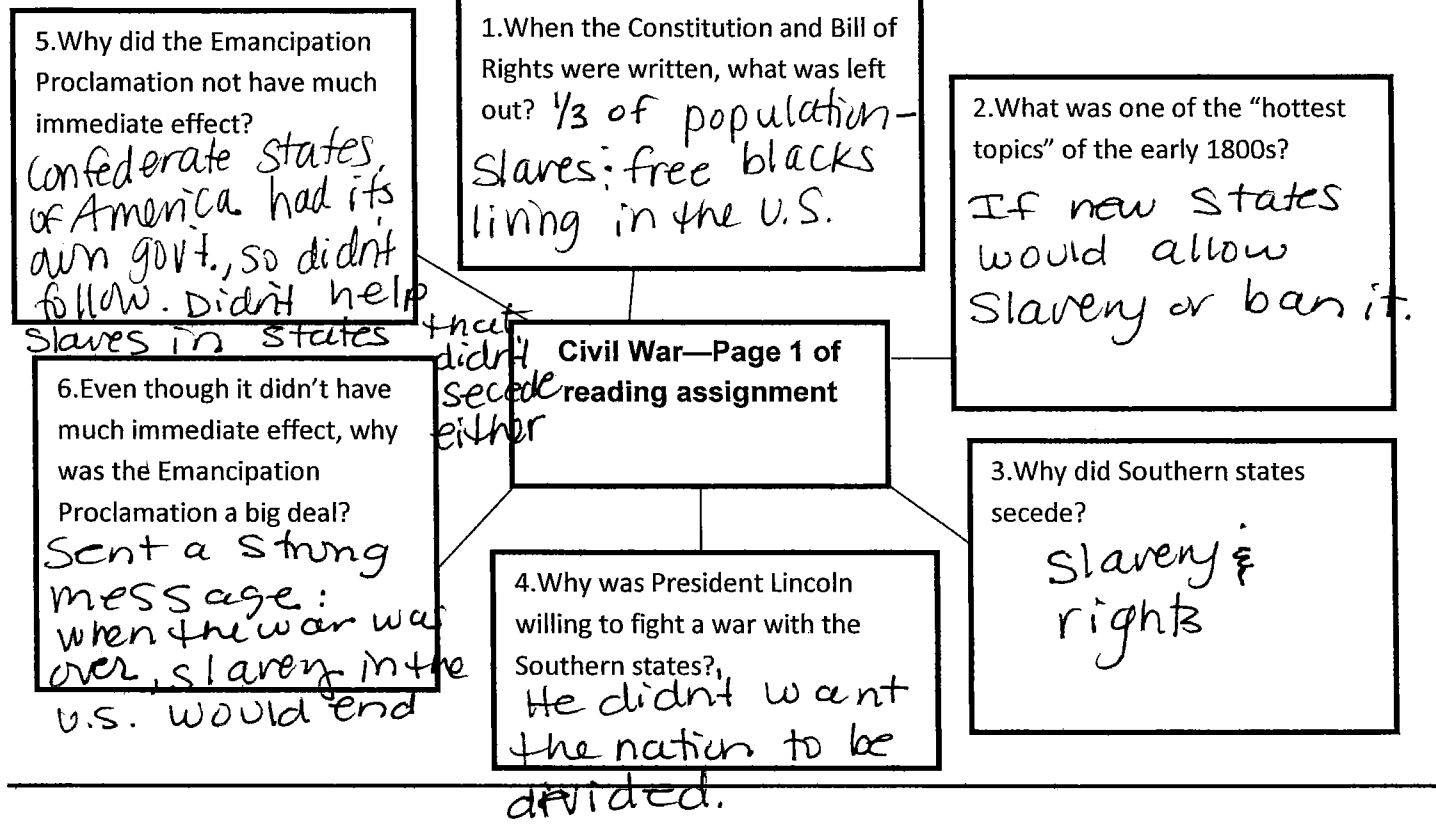 5.Why did the Emancipation
Proclamation not have much
immediate effect?
Confederate states
of America had its
own gov't., so didn't
follow. Didn't help
slaves in states that
didn't
secede
either
1.When the Constitution and Bill of
Rights were written, what was left
out? 1/3 of population-
slaves; free blacks
living in the U.S.
2.What was one of the “hottest
topics” of the early 1800s?
If new states
would allow
slavery or ban it.
Civil War—Page 1 of
reading assignment
6.Even though it didn’t have
much immediate effect, why
was the Emancipation
Proclamation a big deal?
Sent a strong
message:
when the war was
over, slavery in the
U.S. would end
4.Why was President Lincoln
willing to fight a war with the
Southern states?
He didn't want
the nation to be
divided.
3.Why did Southern states
secede?
slavery &
rights